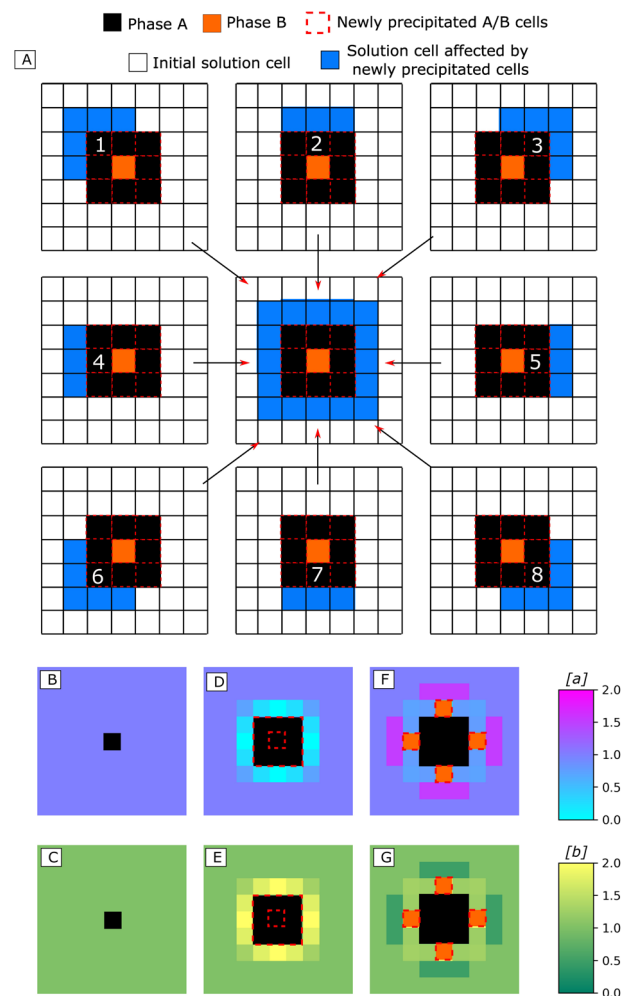 Phase A Phase B Newly precipitated A/B cells
A Initial solution cell Solution cell affected by
newly precipitated cells
1 2 3
4 5
6 7 8
B D F [a]
2.0
1.5
1.0
0.5
0.0
C E G [b]
2.0
1.5
1.0
0.5
0.0